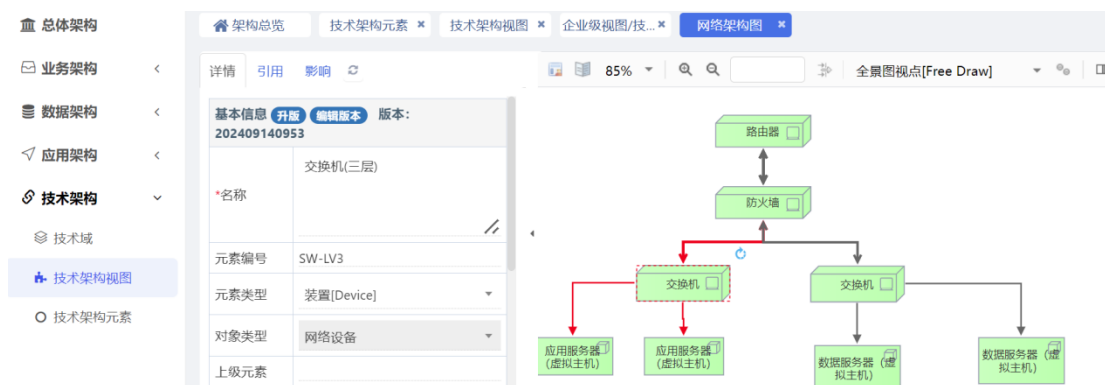 总体架构
业务架构
数据架构
应用架构
技术架构
技术域
技术架构视图
技术架构元素
架构总览
技术架构元素 ×
技术架构视图 ×
企业级视图/技...×
网络架构图 ×
详情 引用 影响
基本信息 升版 编辑版本 版本：
202409140953
*名称
交换机(三层)
元素编号 SW-LV3
元素类型 装置[Device]
对象类型 网络设备
上级元素
85%
全景图视点[Free Draw]
路由器
防火墙
交换机
交换机
应用服务器
(虚拟主机)
应用服务器
(虚拟主机)
数据服务器（虚
拟主机）
数据服务器（虚
拟主机）